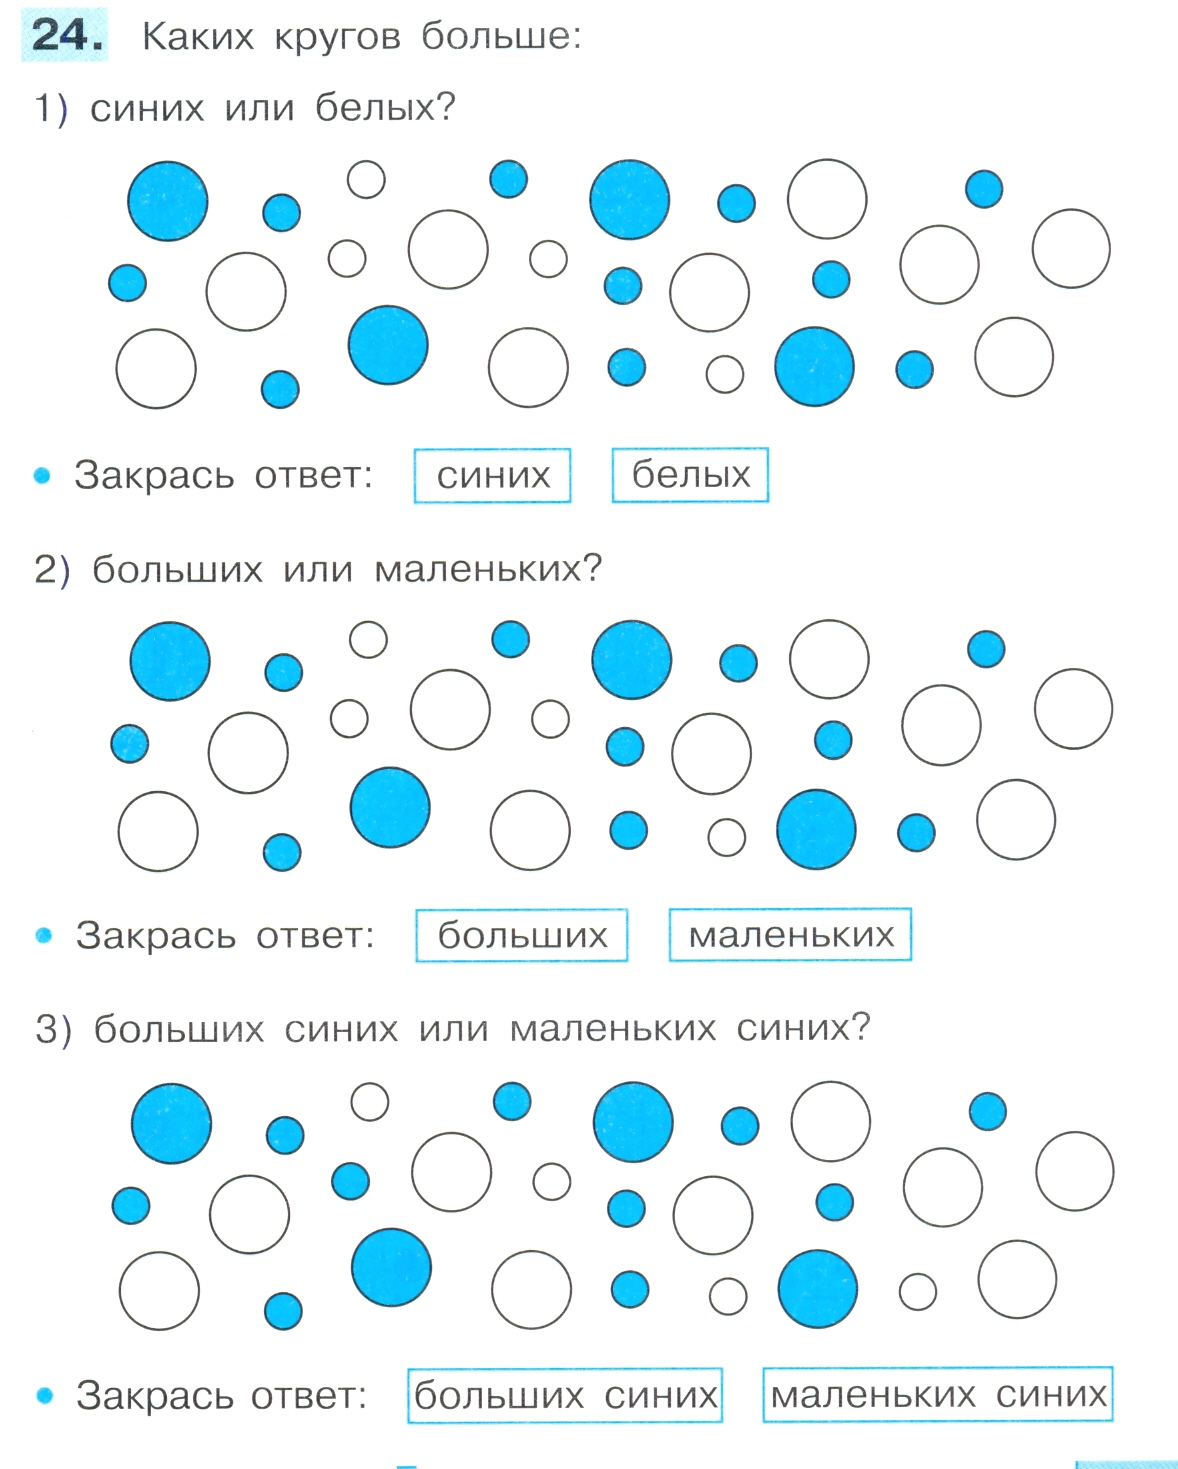 24. Каких кругов больше:
1) синих или белых?
Закрась ответ: синих белых
2) больших или маленьких?
Закрась ответ: больших маленьких
3) больших синих или маленьких синих?
Закрась ответ: больших синих маленьких синих